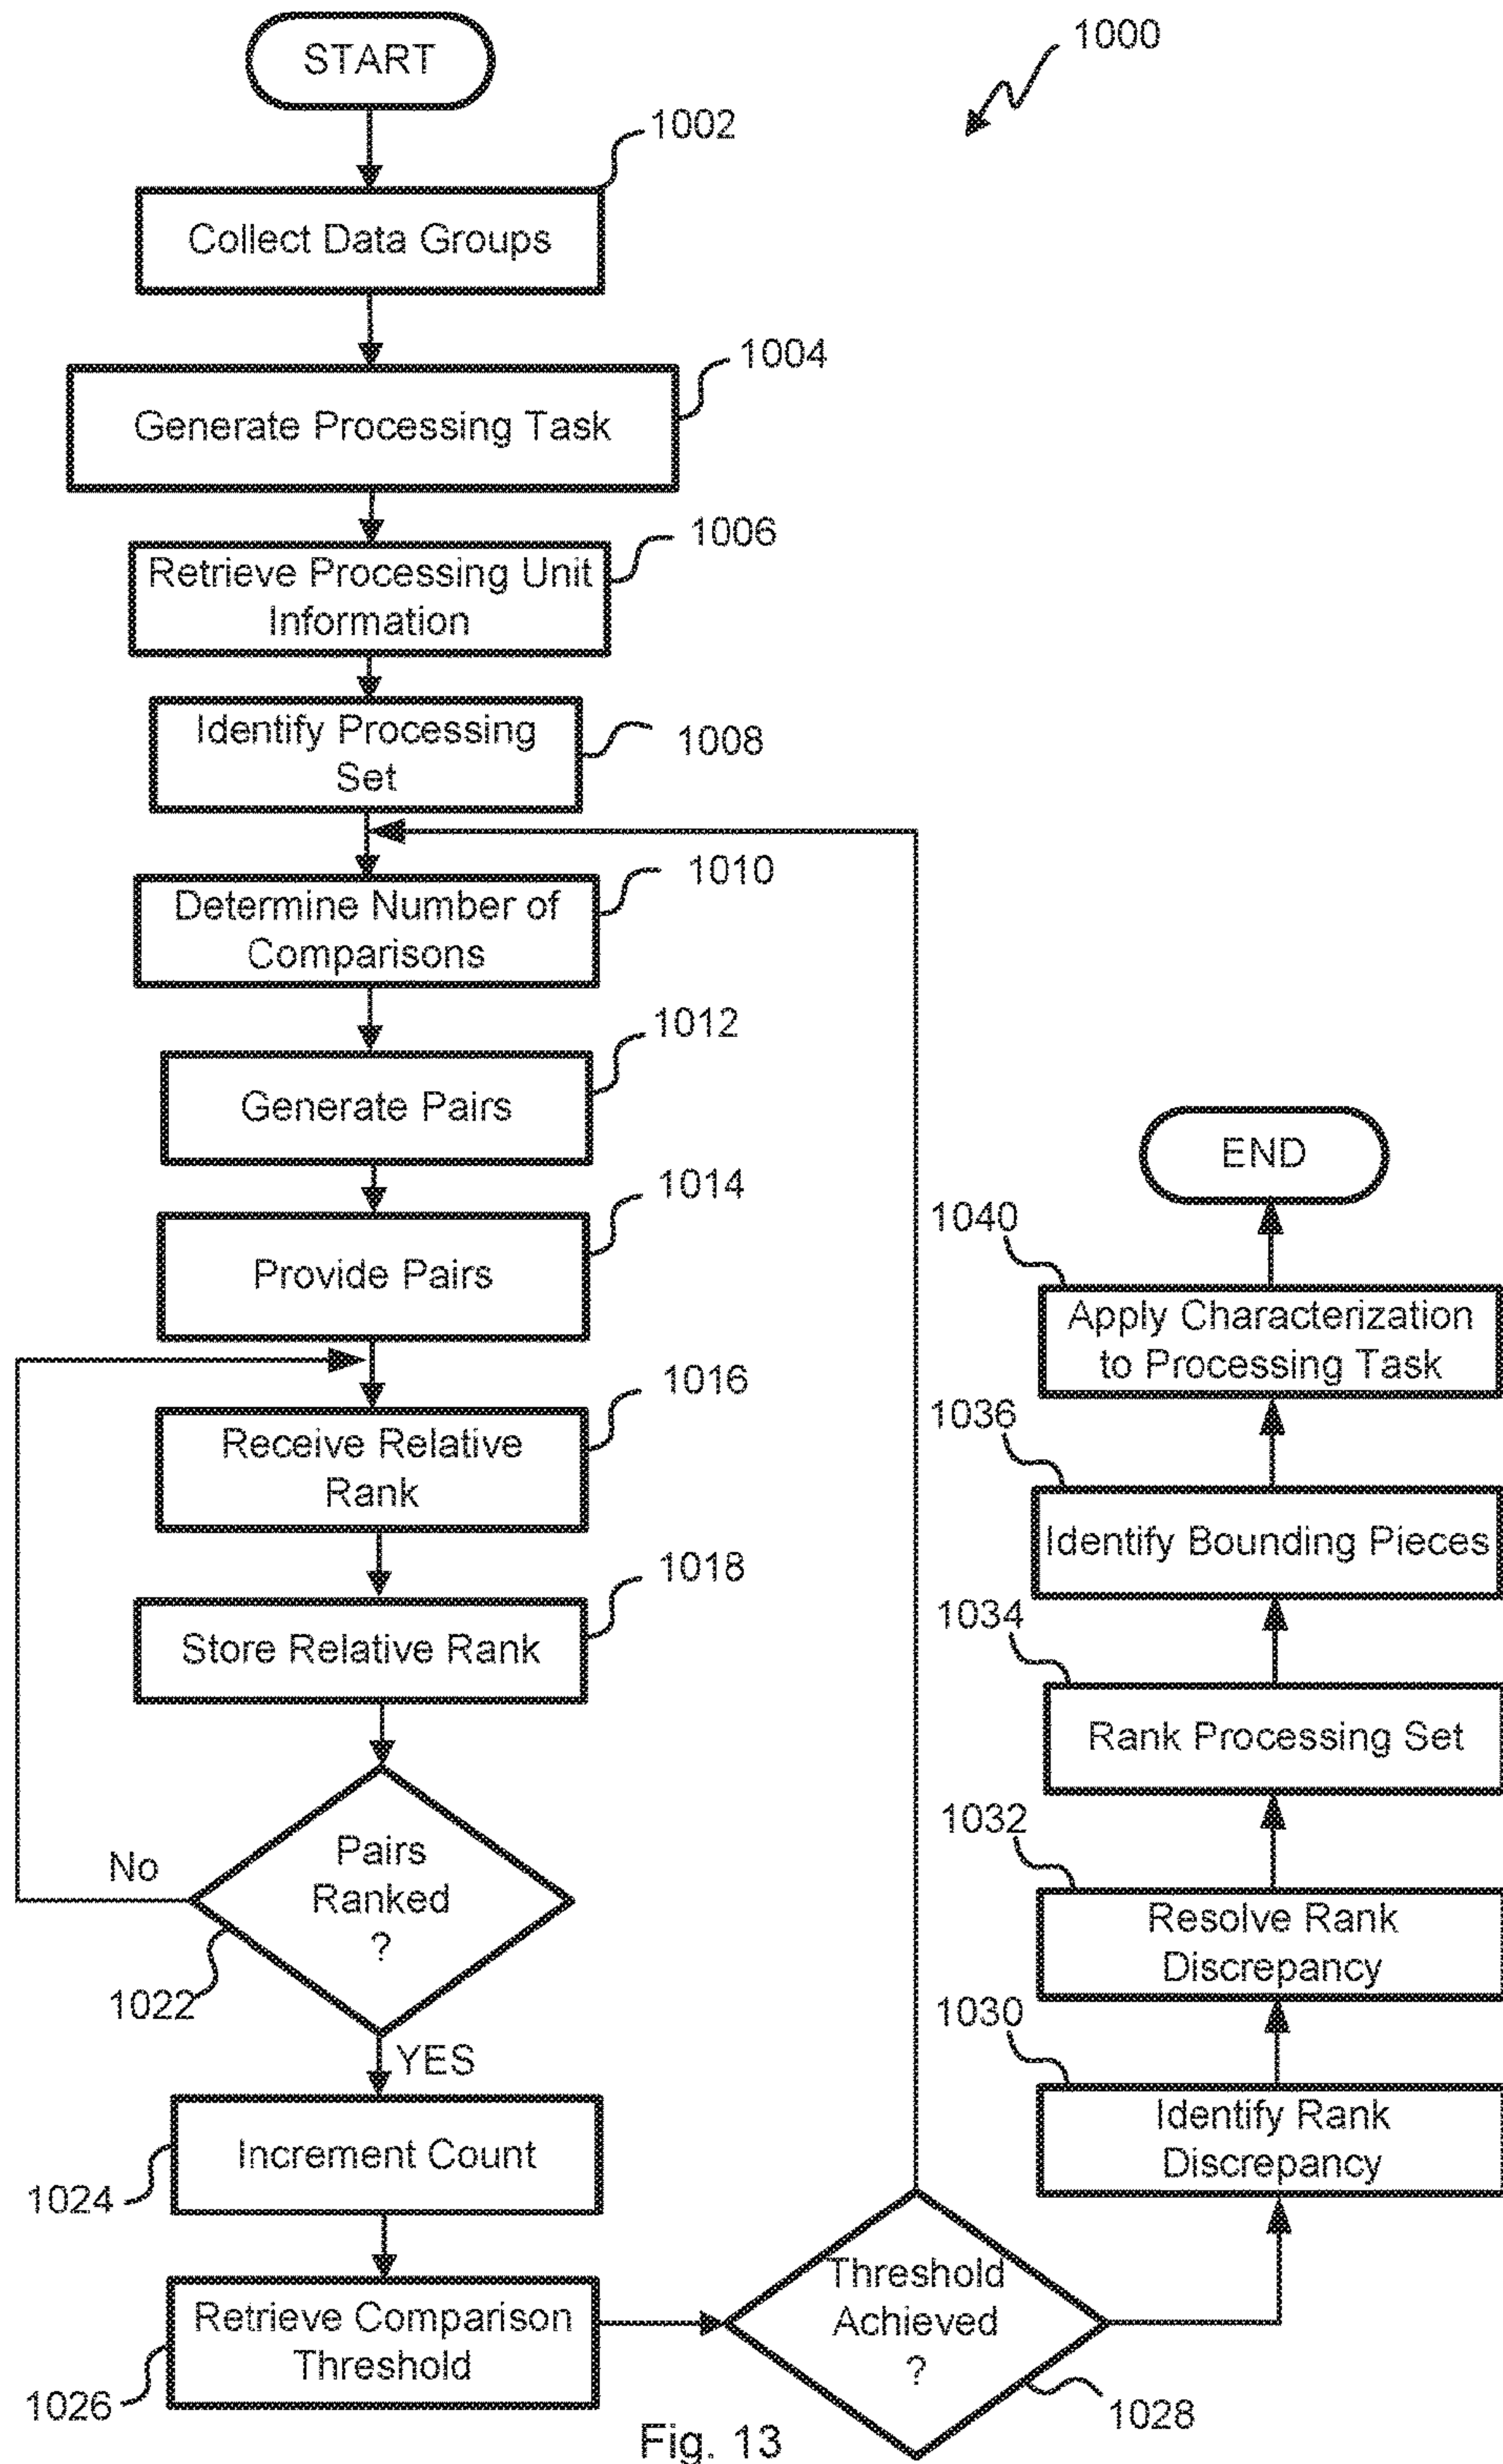 START
1000
1002
Collect Data Groups
1004
Generate Processing Task
1006
Retrieve Processing Unit
Information
1008
Identify Processing
Set
1010
Determine Number of
Comparisons
1012
Generate Pairs
1014
Provide Pairs
1016
Receive Relative
Rank
1018
Store Relative Rank
Pairs
Ranked
?
No
1022
YES
Increment Count
1024
Retrieve Comparison
Threshold
1026
Threshold
Achieved
?
1028
1030
Identify Rank
Discrepancy
1032
Resolve Rank
Discrepancy
1034
Rank Processing Set
1036
Identify Bounding Pieces
1040
Apply Characterization
to Processing Task
END
Fig. 13